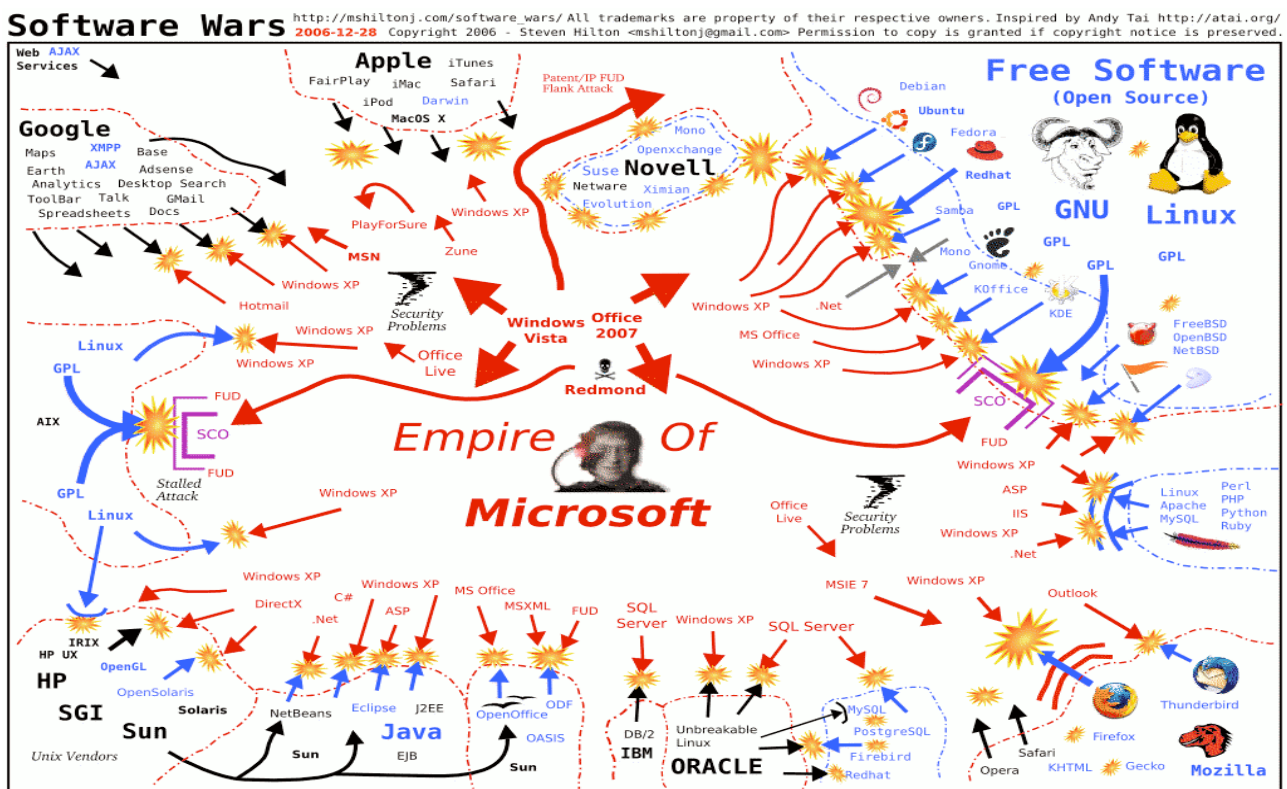 Software Wars
http://mshiltonj.com/software_wars/ All trademarks are property of their respective owners. Inspired by Andy Tai http://atai.org/
2006-12-28 Copyright 2006 - Steven Hilton <mshiltonj@gmail.com> Permission to copy is granted if copyright notice is preserved.
Web AJAX
Services
Apple
iTunes
FairPlay
iMac
Safari
iPod
Darwin
MacOS X
Patent/IP FUD
Flank Attack
Free Software
(Open Source)
Google
Maps
XMPP
Base
AJAX
Earth
Adsense
Analytics
Desktop Search
ToolBar
Talk
GMail
Spreadsheets
Docs
Mono
Openxchange
Suse
Novell
Netware
Ximian
Evolution
Debian
Ubuntu
Fedora
Redhat
Samba
GPL
GNU
Linux
Mono
GPL
Gnome
GPL
GPL
KOffice
KDE
FreeBSD
OpenBSD
NetBSD
PlayForSure
Windows XP
Zune
MSN
Windows XP
Hotmail
Security
Problems
Windows
Vista
Office
2007
Redmond
Windows XP
.Net
MS Office
Windows XP
Linux
Windows XP
Windows XP
Office
Live
GPL
AIX
FUD
SCO
FUD
Stalled
Attack
GPL
Linux
Windows XP
Empire Of
Microsoft
SCO
FUD
Windows XP
ASP
IIS
Windows XP
.Net
Linux
Apache
MySQL
Perl
PHP
Python
Ruby
Office
Live
Security
Problems
Windows XP
DirectX
.Net
C#
Windows XP
ASP
MS Office
MSXML
FUD
SQL
Server
Windows XP
SQL Server
MSIE 7
Windows XP
Outlook
IRIX
HP UX
OpenGL
HP
OpenSolaris
SGI
Solaris
Sun
Unix Vendors
NetBeans
Eclipse
J2EE
Java
Sun
EJB
OpenOffice
ODF
OASIS
Sun
DB/2
IBM
Unbreakable
Linux
ORACLE
MySQL
PostgreSQL
Firebird
Redhat
Opera
Safari
KHTML
Gecko
Firefox
Thunderbird
Mozilla